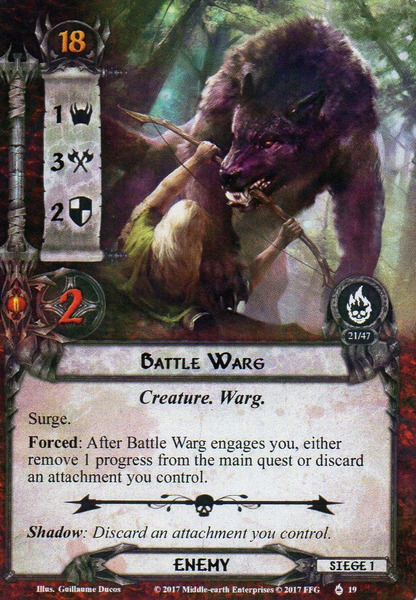 18
1
3
2
2
21/47
BATTLE WARG
Creature. Warg.
Surge.
Forced: After Battle Warg engages you, either
remove 1 progress from the main quest or discard
an attachment you control.
Shadow: Discard an attachment you control.
ENEMY
SIEGE 1
Illus. Guillaume Ducos
© 2017 Middle-earth Enterprises © 2017 FFG
19